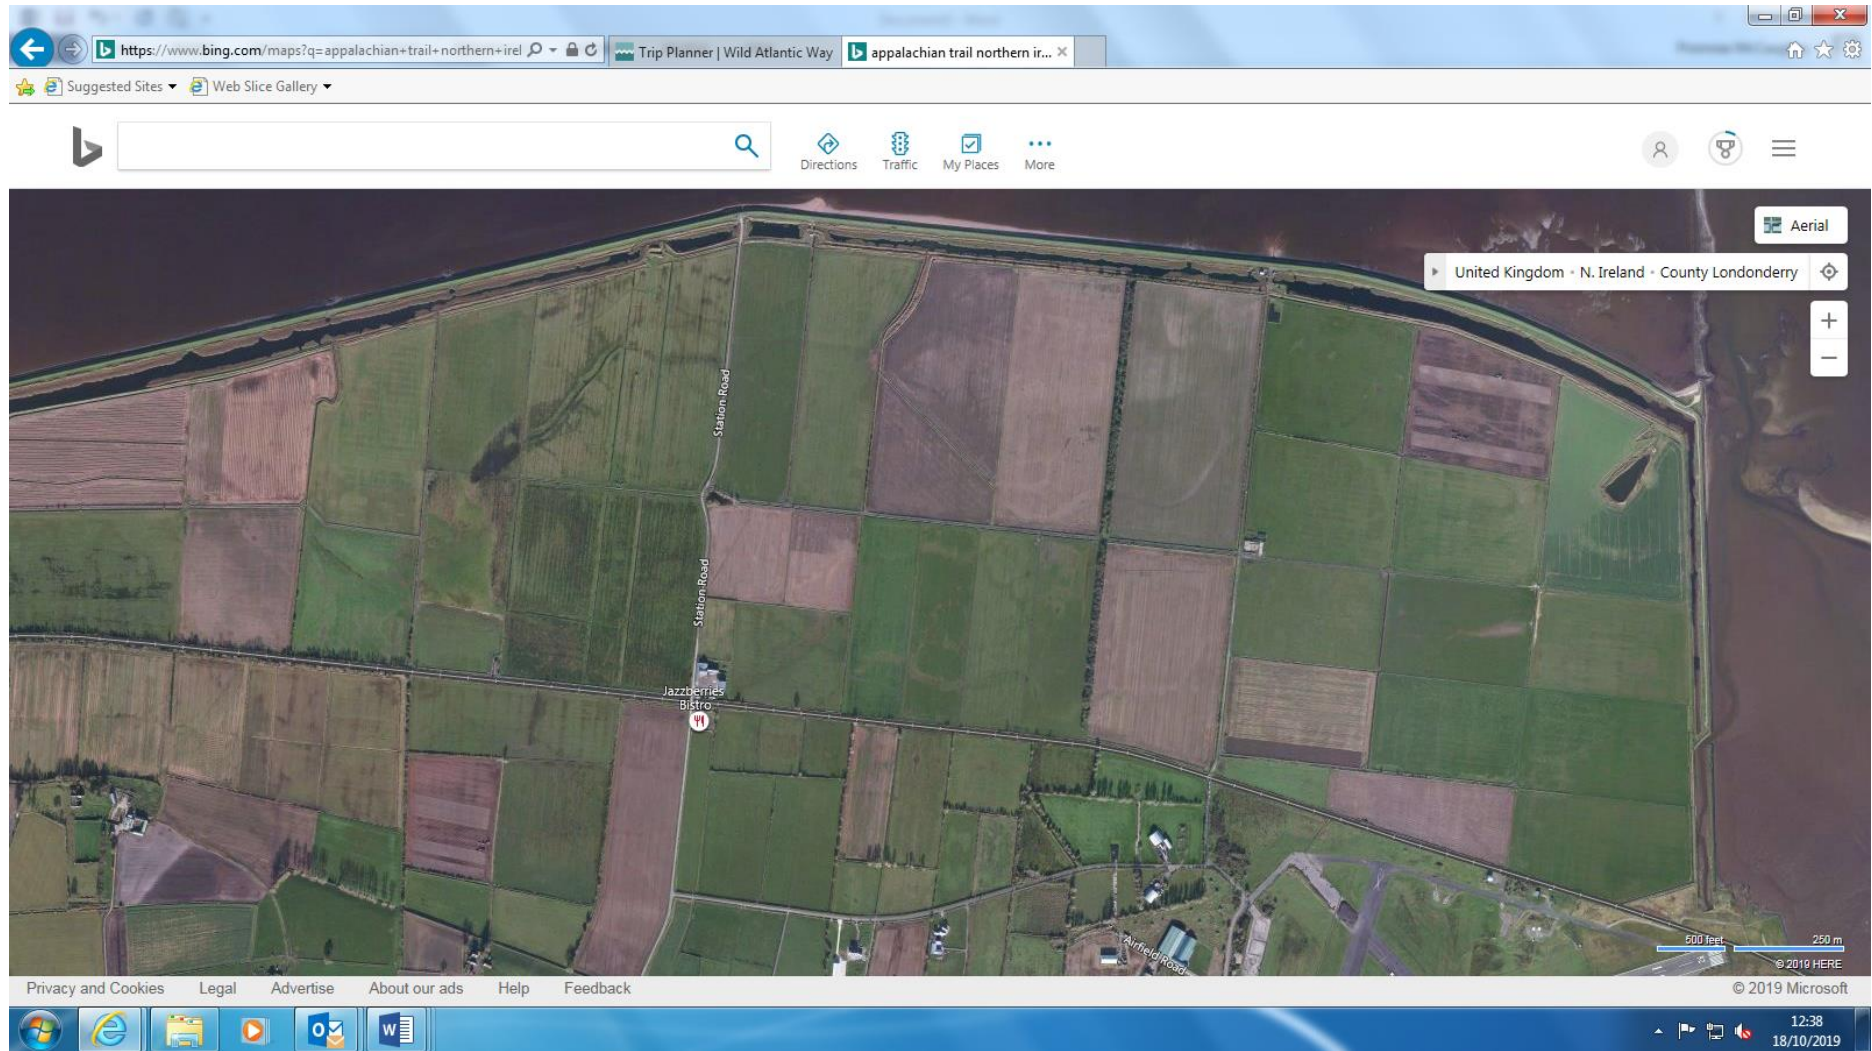 https://www.bing.com/maps?q=appalachian+trail+northern+irel
Trip Planner | Wild Atlantic Way
appalachian trail northern ir...
Suggested Sites
Web Slice Gallery
Directions
Traffic
My Places
More
Aerial
United Kingdom • N. Ireland • County Londonderry
Station Road
Station Road
Jazzberries
Bistro
Airfield Road
500 feet
250 m
© 2019 HERE
Privacy and Cookies
Legal
Advertise
About our ads
Help
Feedback
© 2019 Microsoft
12:38
18/10/2019